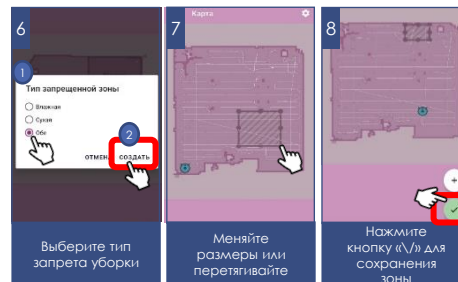 6
1
Тип запрещенной зоны
Влажная
Сухая
Обе
2
ОТМЕН
СОЗДАТЬ
Выберите тип
запрета уборки
7
Карта
Меняйте
размеры или
перетягивайте
8
+
Нажмите
кнопку «\/» для
сохранения
зоны